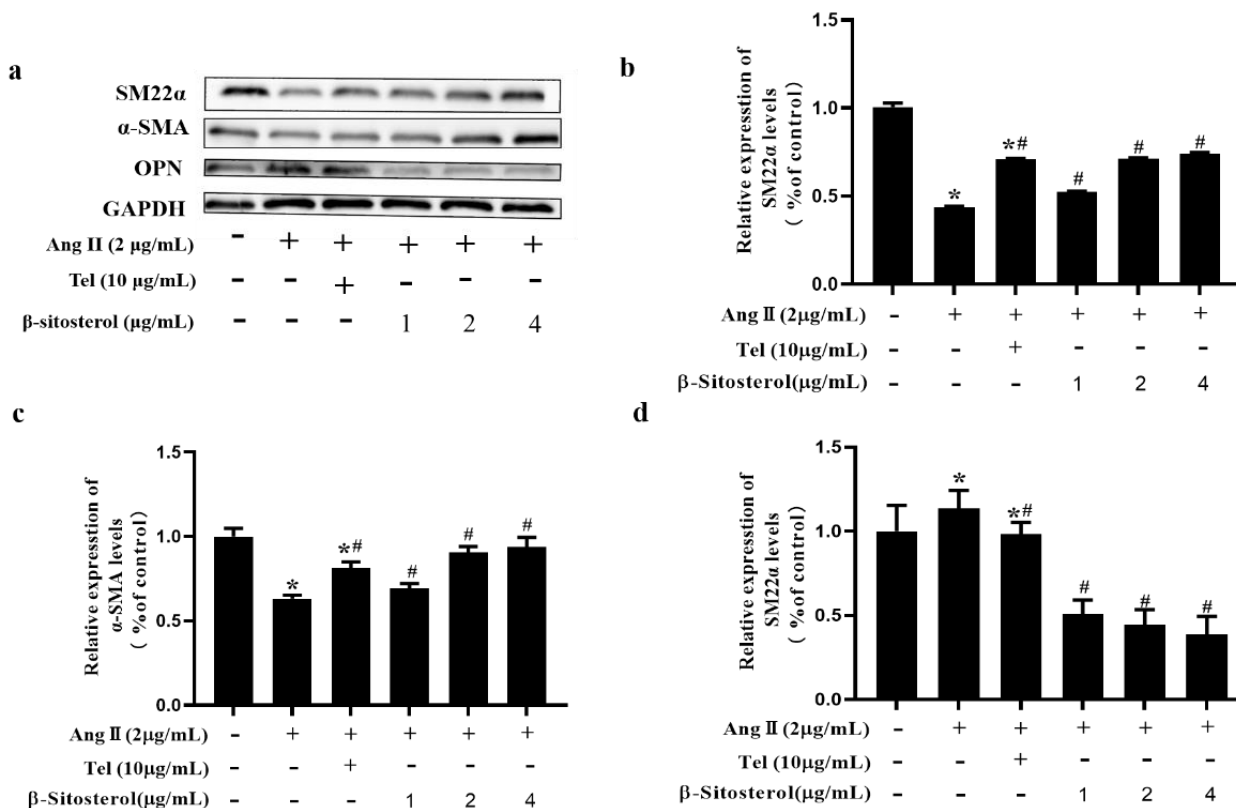 a
SM22α
α-SMA
OPN
GAPDH
Ang II (2 μg/mL) - + + + + +
Tel (10 μg/mL) - - + - - -
β-sitosterol (μg/mL) - - - 1 2 4
b
Relative expresstion of
SM22α levels
( %of control)
1.5
1.0
0.5
0.0
* *# # # #
Ang Ⅱ (2μg/mL) - + + + + +
Tel (10μg/mL) - - + - - -
β-Sitosterol(μg/mL) - - - 1 2 4
c
Relative expression of
α-SMA levels
( %of control)
1.5
1.0
0.5
0.0
* *# # # #
Ang Ⅱ (2μg/mL) - + + + + +
Tel (10μg/mL) - - + - - -
β-Sitosterol(μg/mL) - - - 1 2 4
d
Relative expression of
SM22α levels
( %of control)
1.5
1.0
0.5
0.0
* *# # # #
Ang Ⅱ (2μg/mL) - + + + + +
Tel (10μg/mL) - - + - - -
β-Sitosterol(μg/mL) - - - 1 2 4